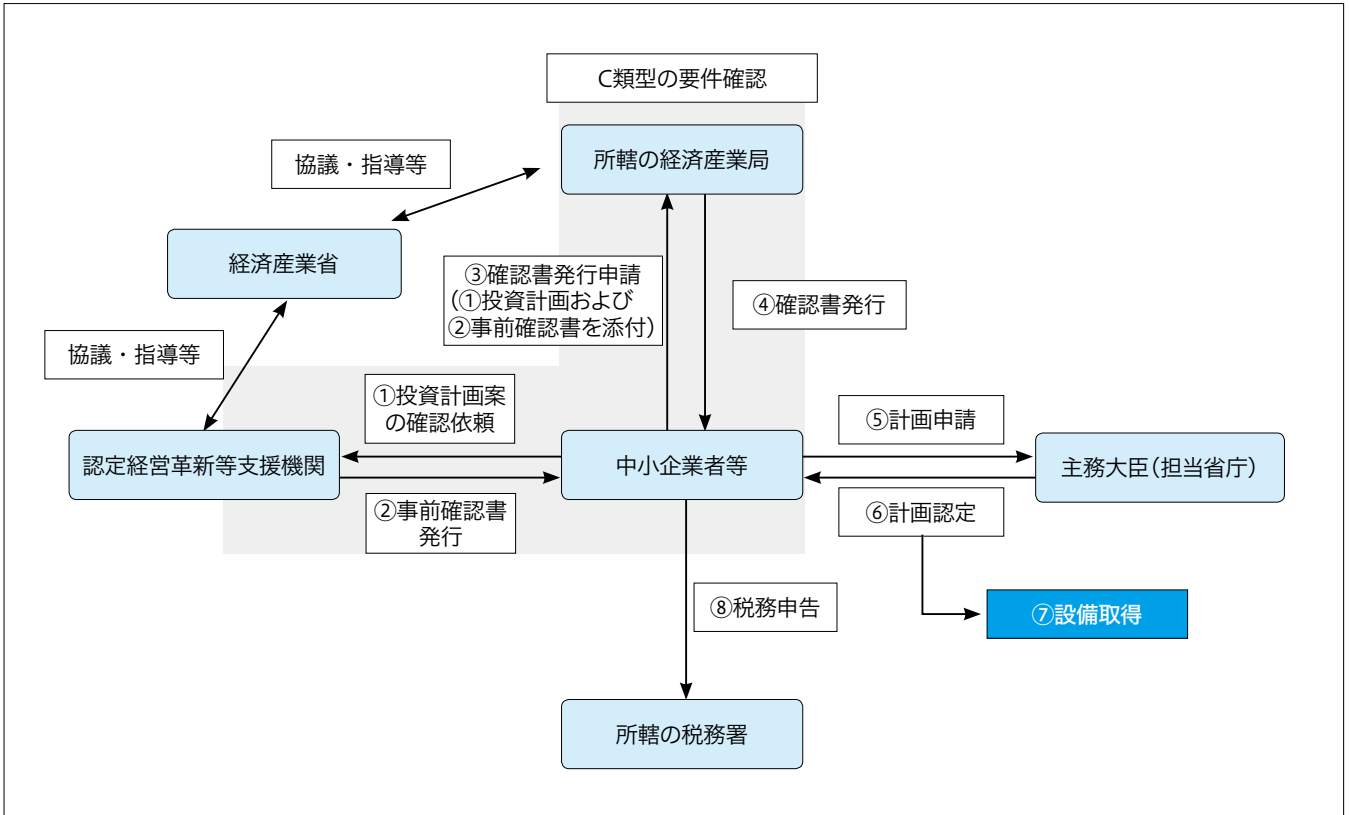 C類型の要件確認
協議・指導等
所轄の経済産業局
経済産業省
③確認書発行申請
(①投資計画および
②事前確認書を添付)
④確認書発行
協議・指導等
①投資計画案
の確認依頼
⑤計画申請
認定経営革新等支援機関
中小企業者等
主務大臣(担当省庁)
②事前確認書
発行
⑥計画認定
⑧税務申告
⑦設備取得
所轄の税務署